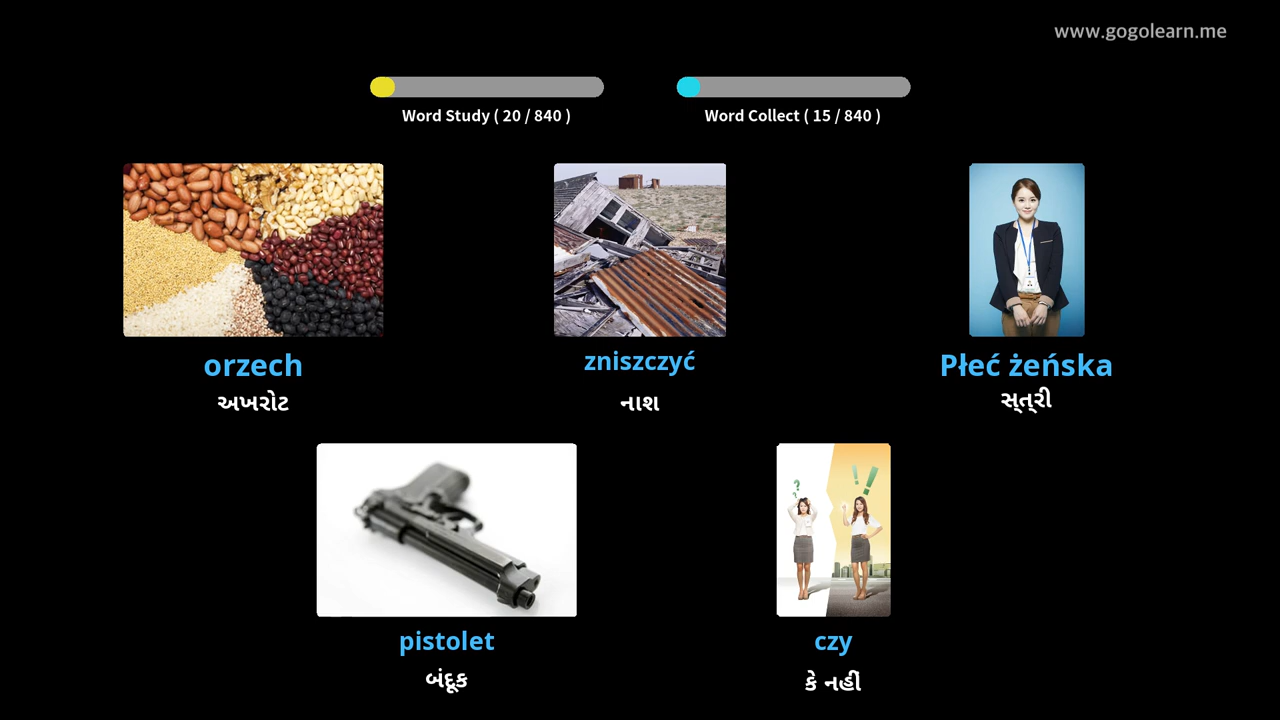 www.gogolearn.me
Word Study ( 20 / 840 )
Word Collect ( 15 / 840 )
orzech
zniszczyć
Płeć żeńska
અખરોટ
નાશ
સ્ત્રી
pistolet
czy
બંદૂક
કે નહીં